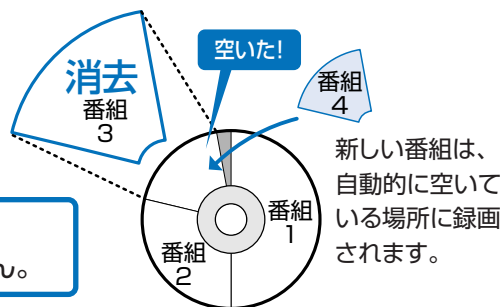 空いた!
消去
番組
3
番組
4
新しい番組は、
自動的に空いて
いる場所に録画
されます。
番組
1
番組
2
ん。